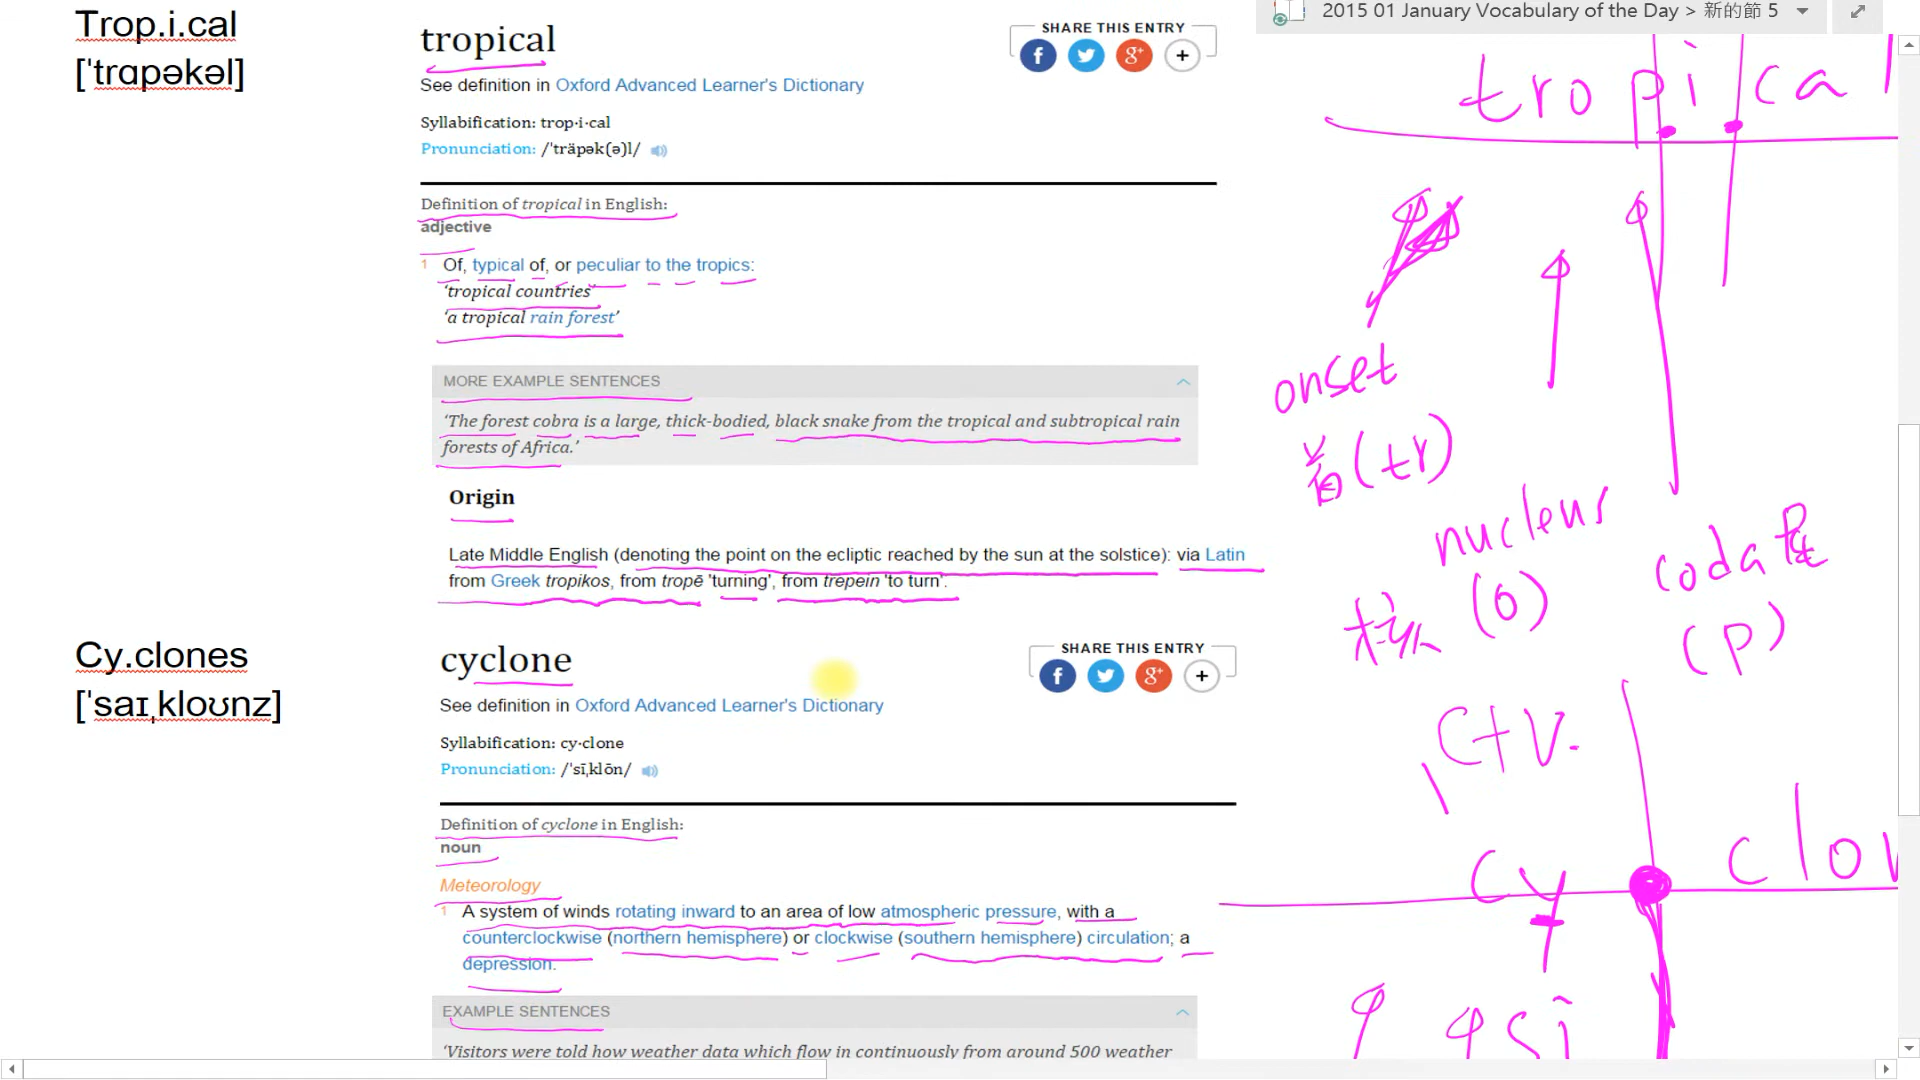 Trop.i.cal
[ˈtrɑpəkəl]
tropical
SHARE THIS ENTRY
See definition in Oxford Advanced Learner's Dictionary
Syllabification: trop·i·cal
Pronunciation: /ˈträpək(ə)l/
Definition of tropical in English:
adjective
1 Of, typical of, or peculiar to the tropics:
‘tropical countries’
‘a tropical rain forest’
MORE EXAMPLE SENTENCES
‘The forest cobra is a large, thick-bodied, black snake from the tropical and subtropical rain
forests of Africa.’
Origin
Late Middle English (denoting the point on the ecliptic reached by the sun at the solstice): via Latin
from Greek tropikos, from tropē 'turning', from trepein 'to turn'.
Cy.clones
[ˈsaɪˌkloʊnz]
cyclone
SHARE THIS ENTRY
See definition in Oxford Advanced Learner's Dictionary
Syllabification: cy·clone
Pronunciation: /ˈsīˌklōn/
Definition of cyclone in English:
noun
Meteorology
1 A system of winds rotating inward to an area of low atmospheric pressure, with a
counterclockwise (northern hemisphere) or clockwise (southern hemisphere) circulation; a
depression.
EXAMPLE SENTENCES
‘Visitors were told how weather data which flow in continuously from around 500 weather
2015 01 January Vocabulary of the Day > 新的節 5
tropical
onset
首(tr)
nucleus
核 (o)
coda 尾
(p)
C+V.
cy clon
si